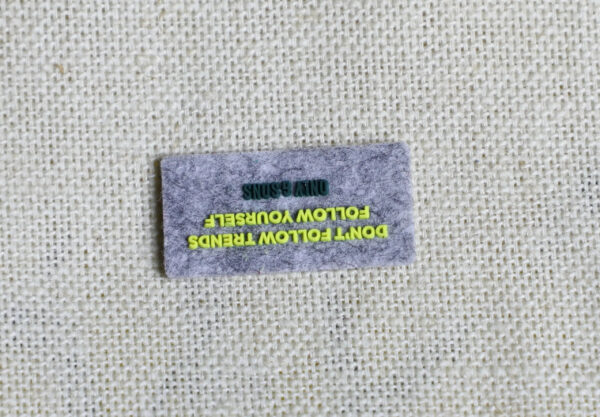 DON'T FOLLOW TRENDS
FOLLOW YOURSELF
ONLY & SONS